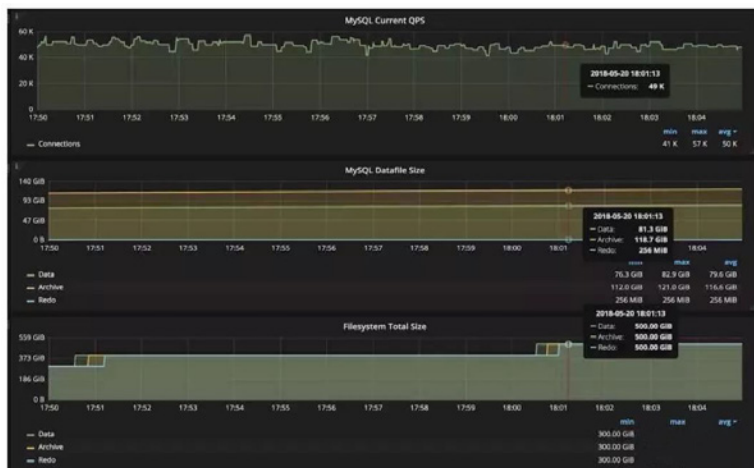 MySQL Current QPS
60 K
40 K
20 K
0
17:50 17:51 17:52 17:53 17:54 17:55 17:56 17:57 17:58 17:59 18:00 18:01 18:02 18:03 18:04
2018-05-20 18:01:13
Connections: 49 K
min max avg
Connections 41 K 57 K 50 K
MySQL Datafile Size
140 GiB
93 GiB
47 GiB
0 B
17:50 17:51 17:52 17:53 17:54 17:55 17:56 17:57 17:58 17:59 18:00 18:01 18:02 18:03 18:04
2018-05-20 18:01:13
Data: 81.3 GiB
Archive: 118.7 GiB
Redo: 256 MiB
min max avg
Data 76.3 GiB 82.9 GiB 79.6 GiB
Archive 112.0 GiB 121.0 GiB 116.6 GiB
Redo 256 MiB 256 MiB 256 MiB
Filesystem Total Size
559 GiB
373 GiB
186 GiB
0 B
17:50 17:51 17:52 17:53 17:54 17:55 17:56 17:57 17:58 17:59 18:00 18:01 18:02 18:03 18:04
2018-05-20 18:01:13
Data: 500.00 GiB
Archive: 500.00 GiB
Redo: 500.00 GiB
min max avg
Data 300.00 GiB
Archive 300.00 GiB
Redo 300.00 GiB